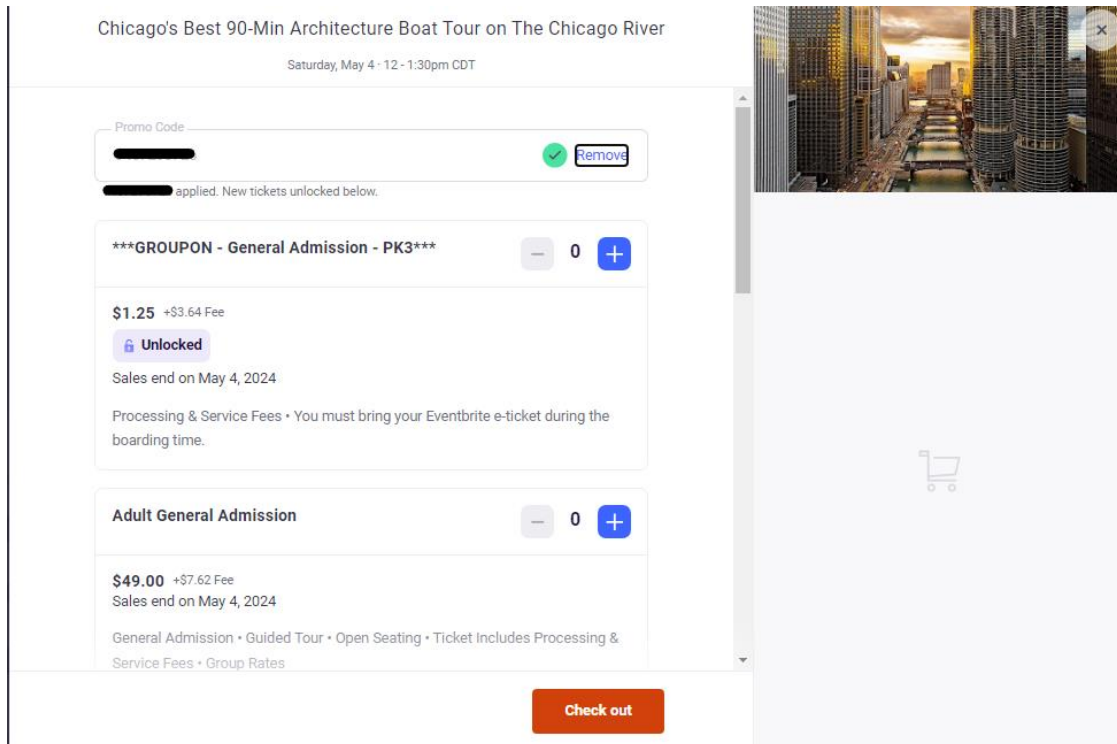 Chicago's Best 90-Min Architecture Boat Tour on The Chicago River
Saturday, May 4 · 12 - 1:30pm CDT
Promo Code
Remove
applied. New tickets unlocked below.
***GROUPON - General Admission - PK3***
0
$1.25 +$3.64 Fee
Unlocked
Sales end on May 4, 2024
Processing & Service Fees • You must bring your Eventbrite e-ticket during the
boarding time.
Adult General Admission
0
$49.00 +$7.62 Fee
Sales end on May 4, 2024
General Admission • Guided Tour • Open Seating • Ticket Includes Processing &
Service Fees • Group Rates
Check out